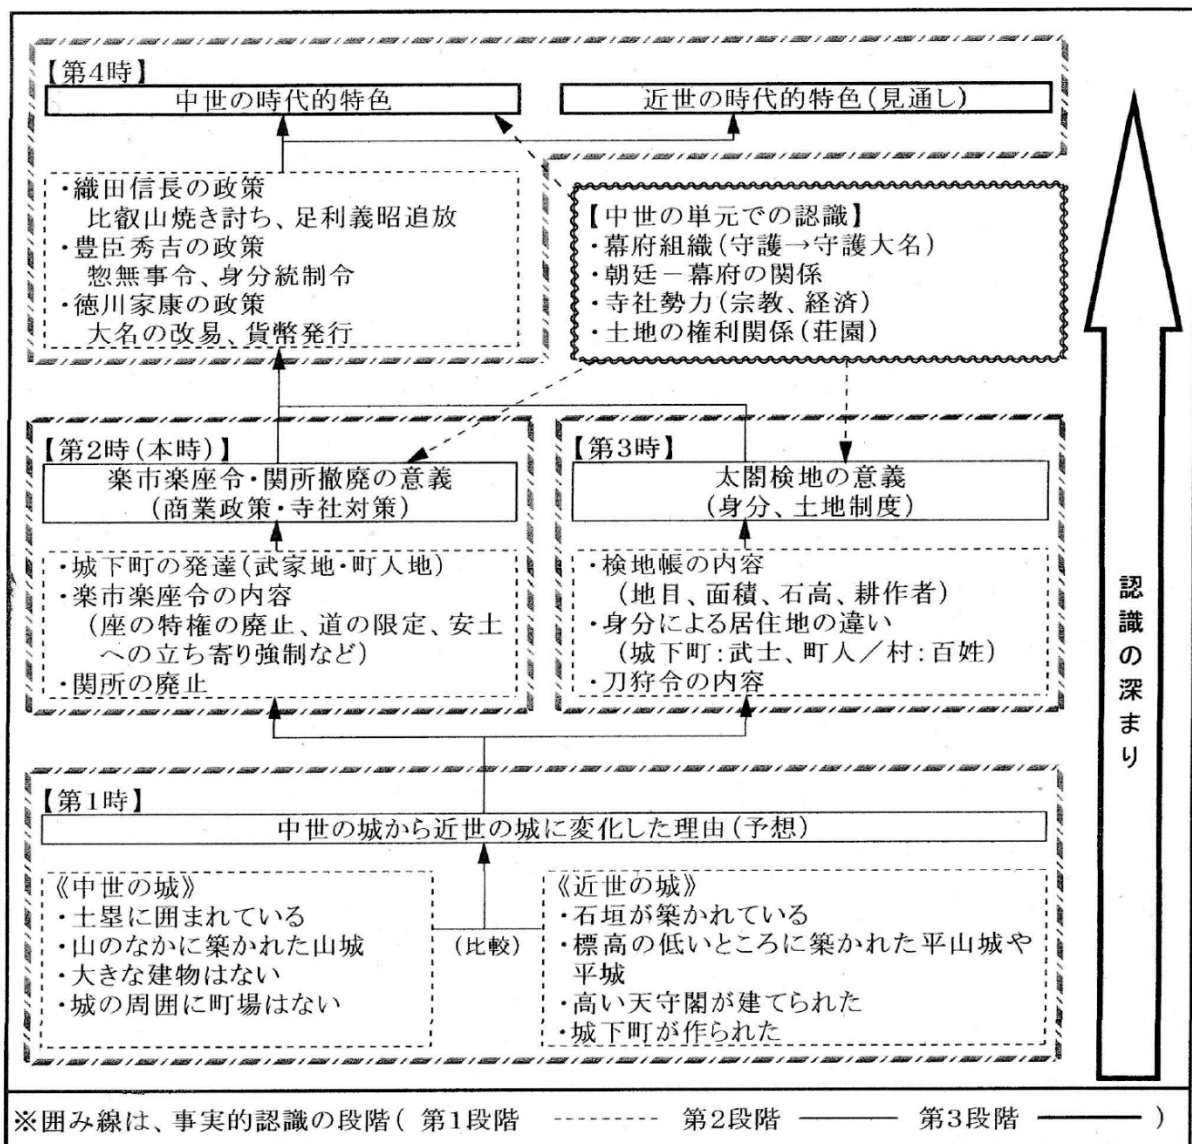 【第4時】
中世の時代的特色
近世の時代的特色(見通し)
・織田信長の政策
比叡山焼き討ち、足利義昭追放
・豊臣秀吉の政策
惣無事令、身分統制令
・徳川家康の政策
大名の改易、貨幣発行
【中世の単元での認識】
・幕府組織(守護→守護大名)
・朝廷－幕府の関係
・寺社勢力(宗教、経済)
・土地の権利関係(荘園)
【第2時(本時)】
楽市楽座令・関所撤廃の意義
(商業政策・寺社対策)
・城下町の発達(武家地・町人地)
・楽市楽座令の内容
(座の特権の廃止、道の限定、安土
への立ち寄り強制など)
・関所の廃止
【第3時】
太閤検地の意義
(身分、土地制度)
・検地帳の内容
(地目、面積、石高、耕作者)
・身分による居住地の違い
(城下町:武士、町人／村:百姓)
・刀狩令の内容
【第1時】
中世の城から近世の城に変化した理由(予想)
《中世の城》
・土塁に囲まれている
・山のなかに築かれた山城
・大きな建物はない
・城の周囲に町場はない
(比較)
《近世の城》
・石垣が築かれている
・標高の低いところに築かれた平山城や
平城
・高い天守閣が建てられた
・城下町が作られた
認識の深まり
※囲み線は、事実的認識の段階( 第1段階 第2段階 第3段階 )